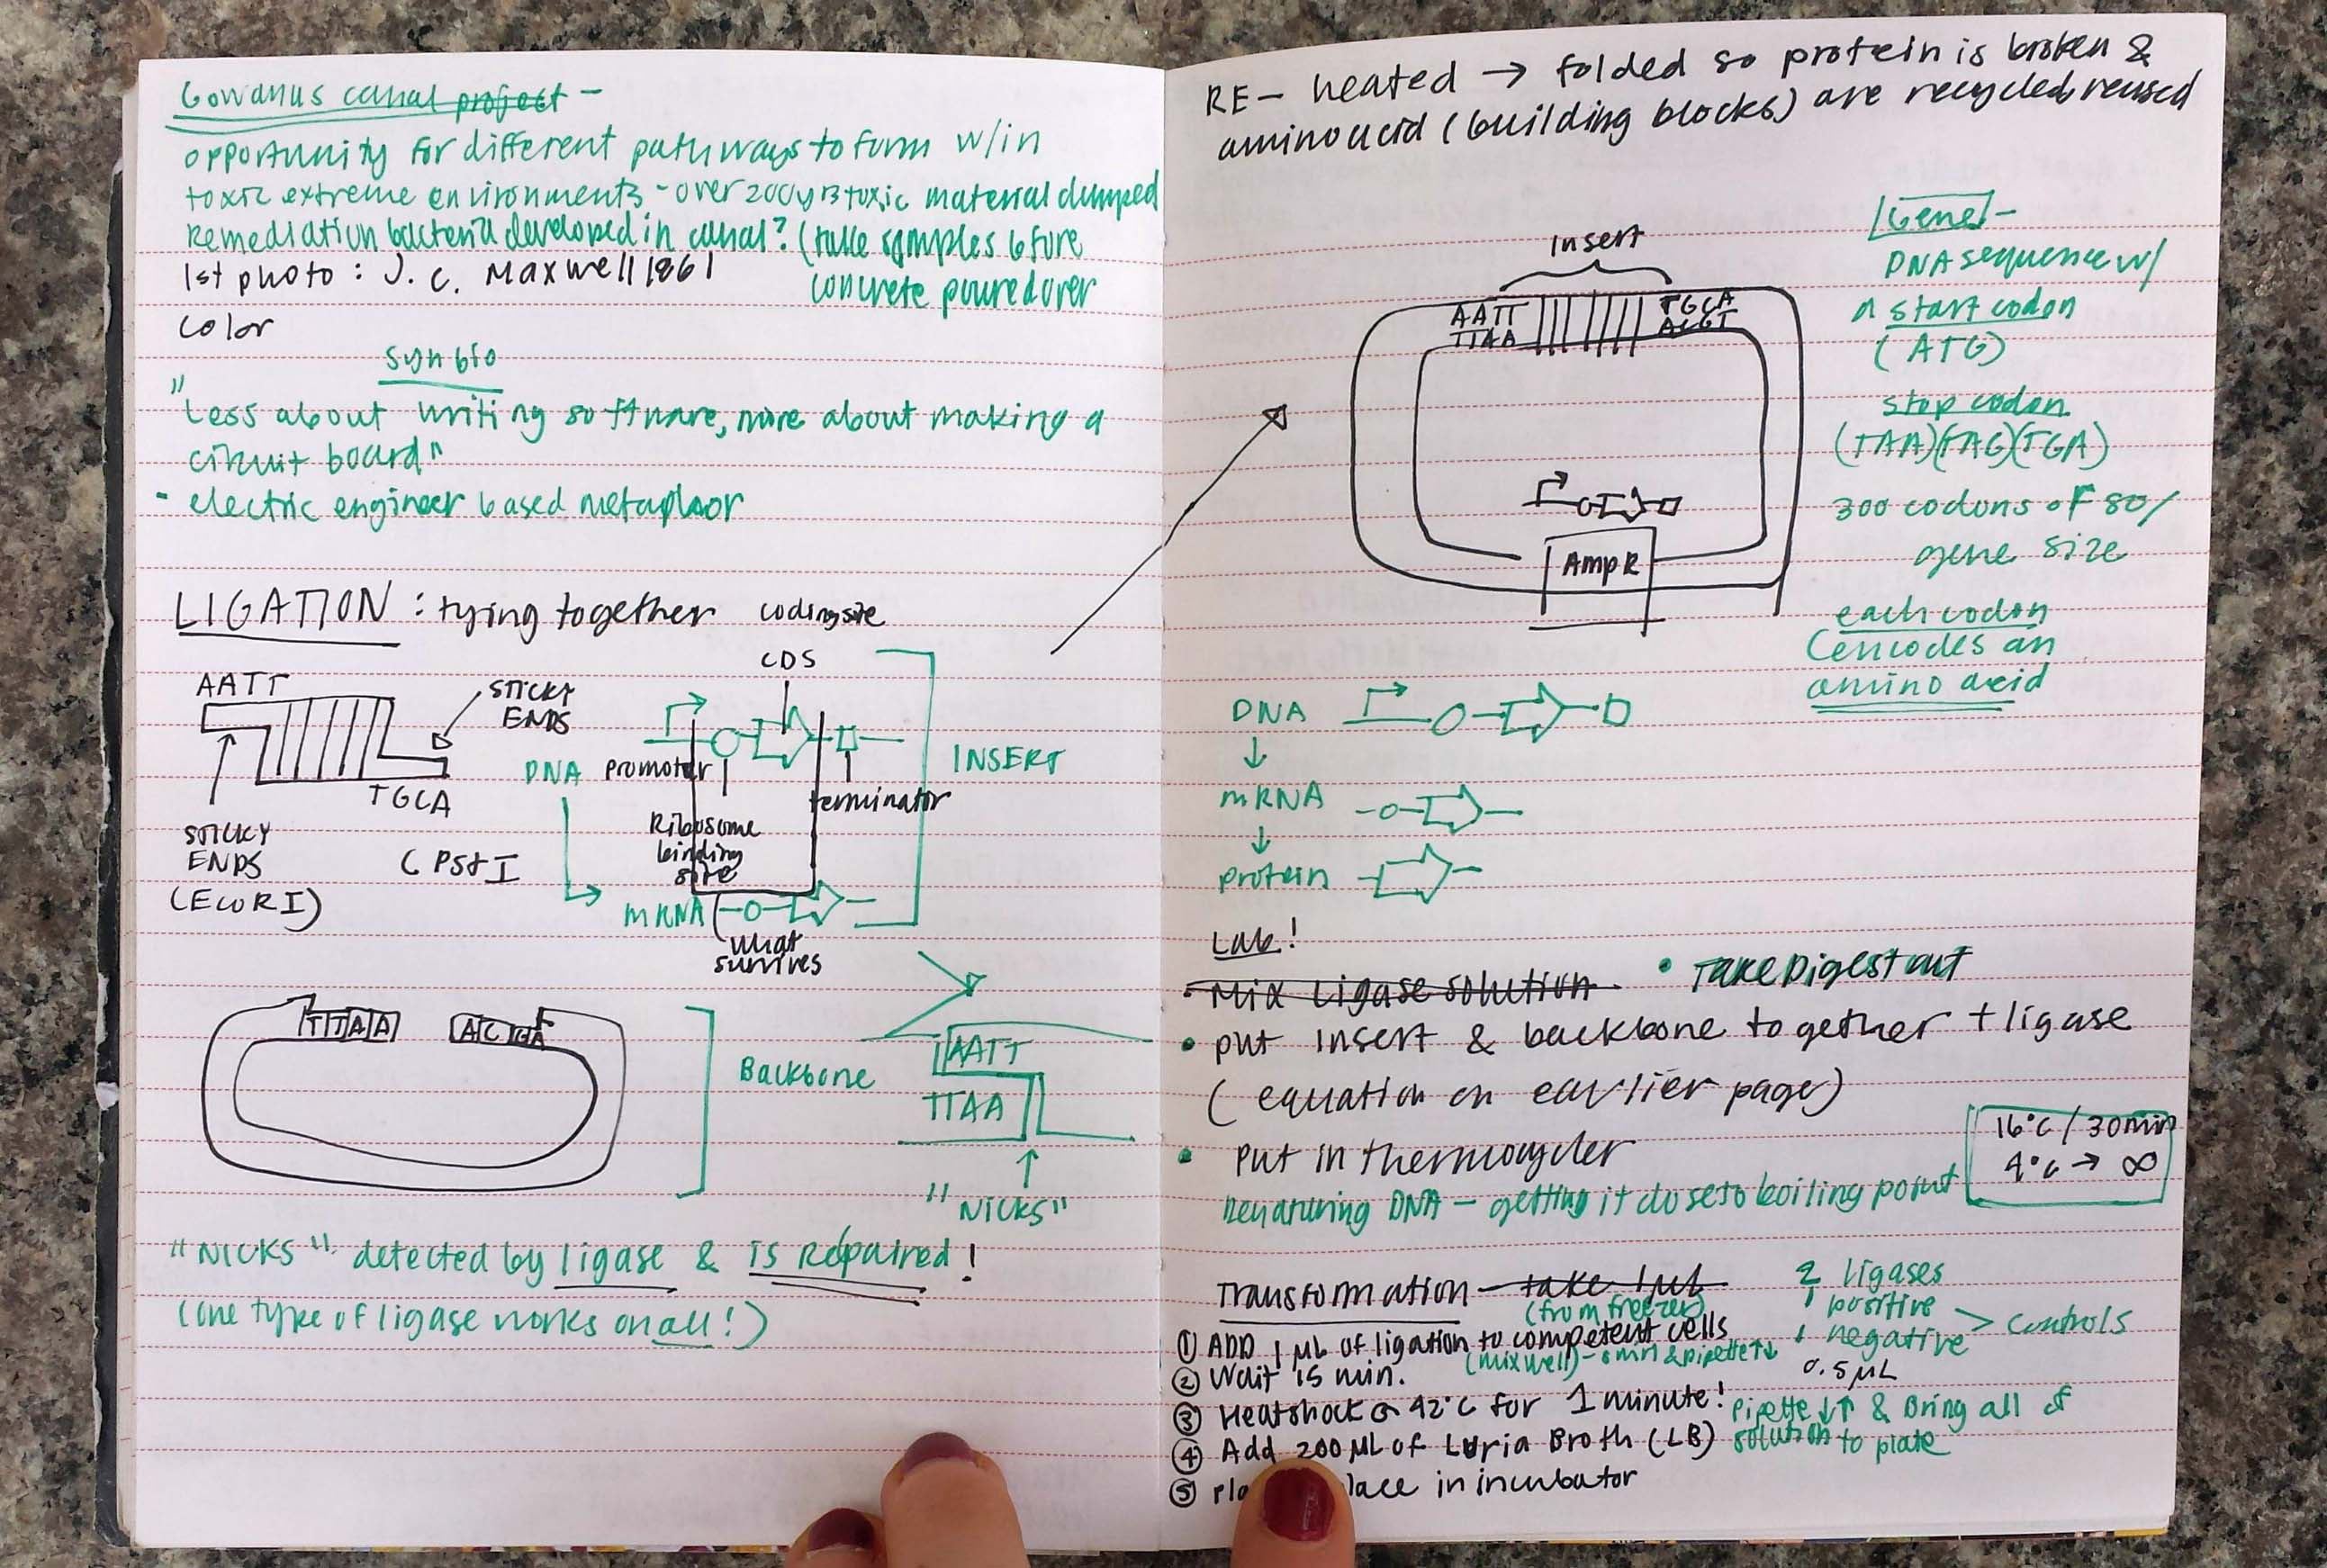 Gowanus canal project -
opportunity for different pathways to form w/in
toxic extreme environments - over 200yrs toxic material dumped
Remediation bacteria developed in canal? (take samples before
concrete poured over
1st photo : J. C. Maxwell 1861
color
Syn bio
"Less about writing software, more about making a
circuit board"
- electric engineer based metaphor
LIGATION : tying together
coding site
CDS
AATT
STICKY
ENDS
TGCA
STICKY
ENDS
(ECORI)
(PSTI
DNA
promoter
Ribosome
binding
site
terminator
INSERT
mRNA
(what
survives
TTAA
ACGA
Backbone
AATT
TTAA
"NICKS"
"NICKS" detected by ligase & is Repaired!
(one type of ligase works on all!)
RE - heated → folded so protein is broken &
amino acid (building blocks) are recycled, reused
Insert
AATT
TTAA
TGCA
ACGT
AmpR
Gene -
DNA sequence w/
a start codon
(ATG)
stop codon
(TAA)(TAG)(TGA)
300 codons of 80/
gene size
each codon
encodes an
amino acid
DNA
↓
mRNA
↓
protein
Lab!
• Mix Ligase solution • TAKE Digest out
• put insert & backbone together + ligase
(equation on earlier page)
• Put in thermocycler
16°C / 30min
4°C → ∞
Denaturing DNA - getting it close to boiling point
Transformation - take 1µL
(from freezer)
① ADD 1 µL of ligation to competent cells
(mix well) - & pipette ↑↓
② Wait 15 min.
③ Heatshock @ 42°C for 1 minute!
④ Add 200 µL of Luria Broth (LB)
⑤ place in incubator
2 ligases
1 positive
1 negative > controls
0.5 µL
Pipette ↓↑ & Bring all of
solution to plate